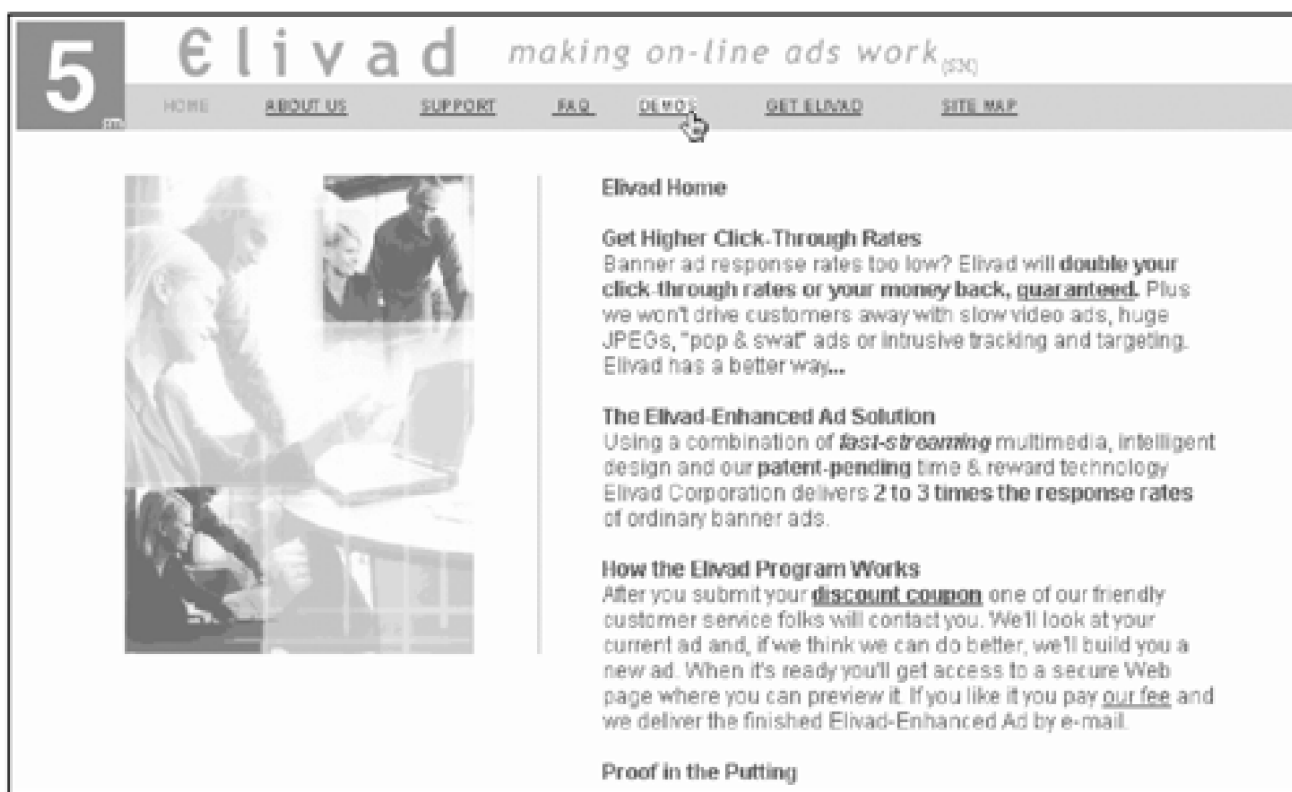 5
Elivad making on-line ads work (SM)
HOME ABOUT US SUPPORT FAQ DEMOS GET ELIVAD SITE MAP
Elivad Home
Get Higher Click-Through Rates
Banner ad response rates too low? Elivad will double your
click-through rates or your money back, guaranteed. Plus
we won't drive customers away with slow video ads, huge
JPEGs, "pop & swat" ads or intrusive tracking and targeting.
Elivad has a better way...
The Elivad-Enhanced Ad Solution
Using a combination of fast-streaming multimedia, intelligent
design and our patent-pending time & reward technology
Elivad Corporation delivers 2 to 3 times the response rates
of ordinary banner ads.
How the Elivad Program Works
After you submit your discount coupon one of our friendly
customer service folks will contact you. We'll look at your
current ad and, if we think we can do better, we'll build you a
new ad. When it's ready you'll get access to a secure Web
page where you can preview it. If you like it you pay our fee and
we deliver the finished Elivad-Enhanced Ad by e-mail.
Proof in the Putting